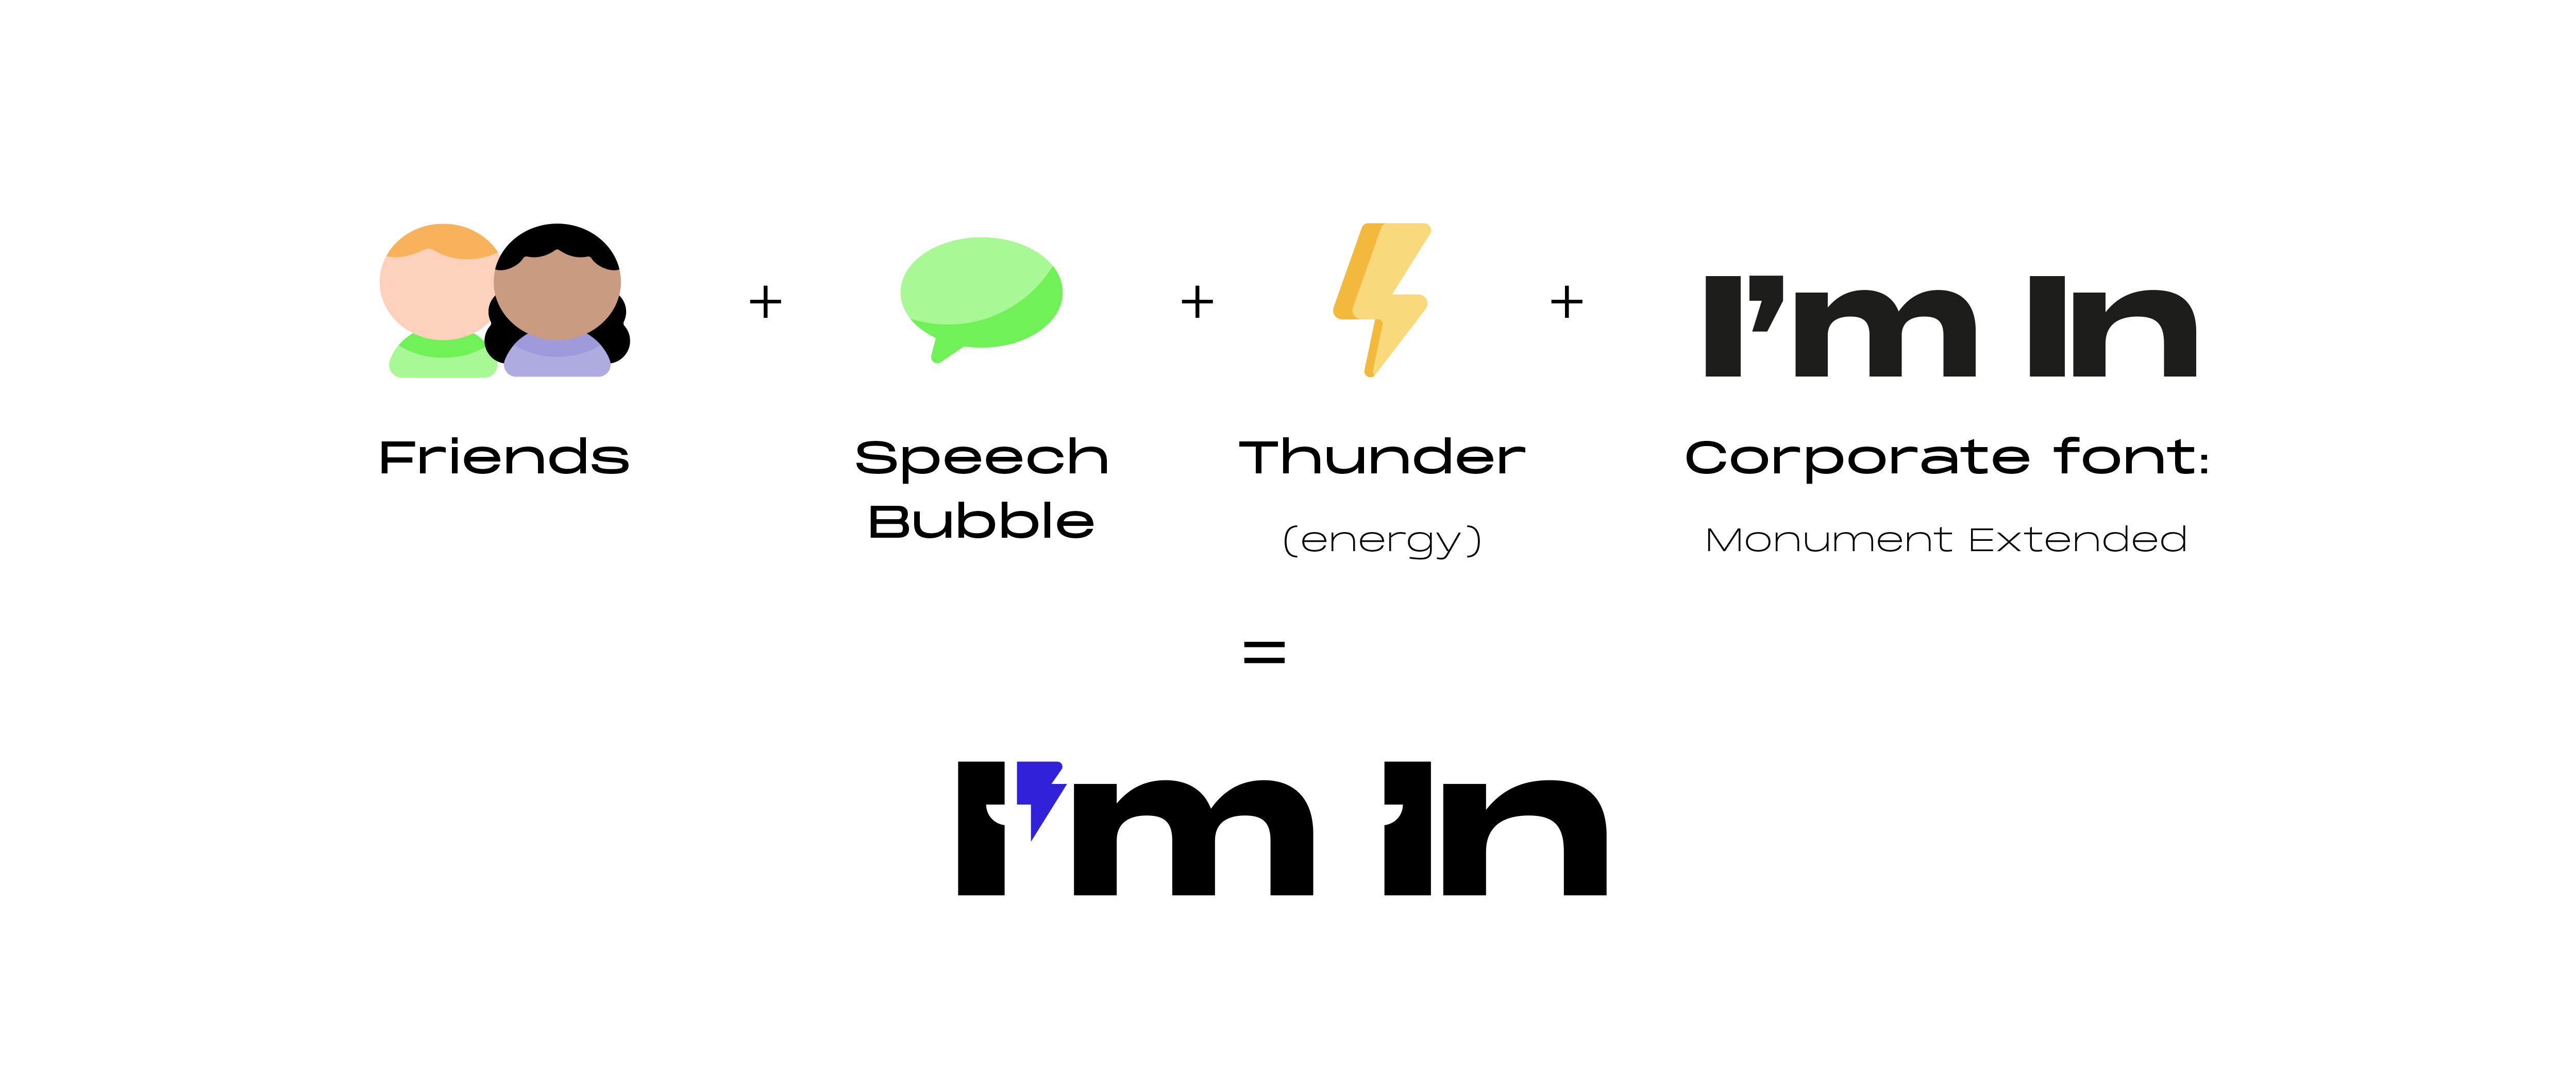 + + + I’m In
Friends
Speech
Bubble
Thunder
(energy)
Corporate font:
Monument Extended
=
I’m In